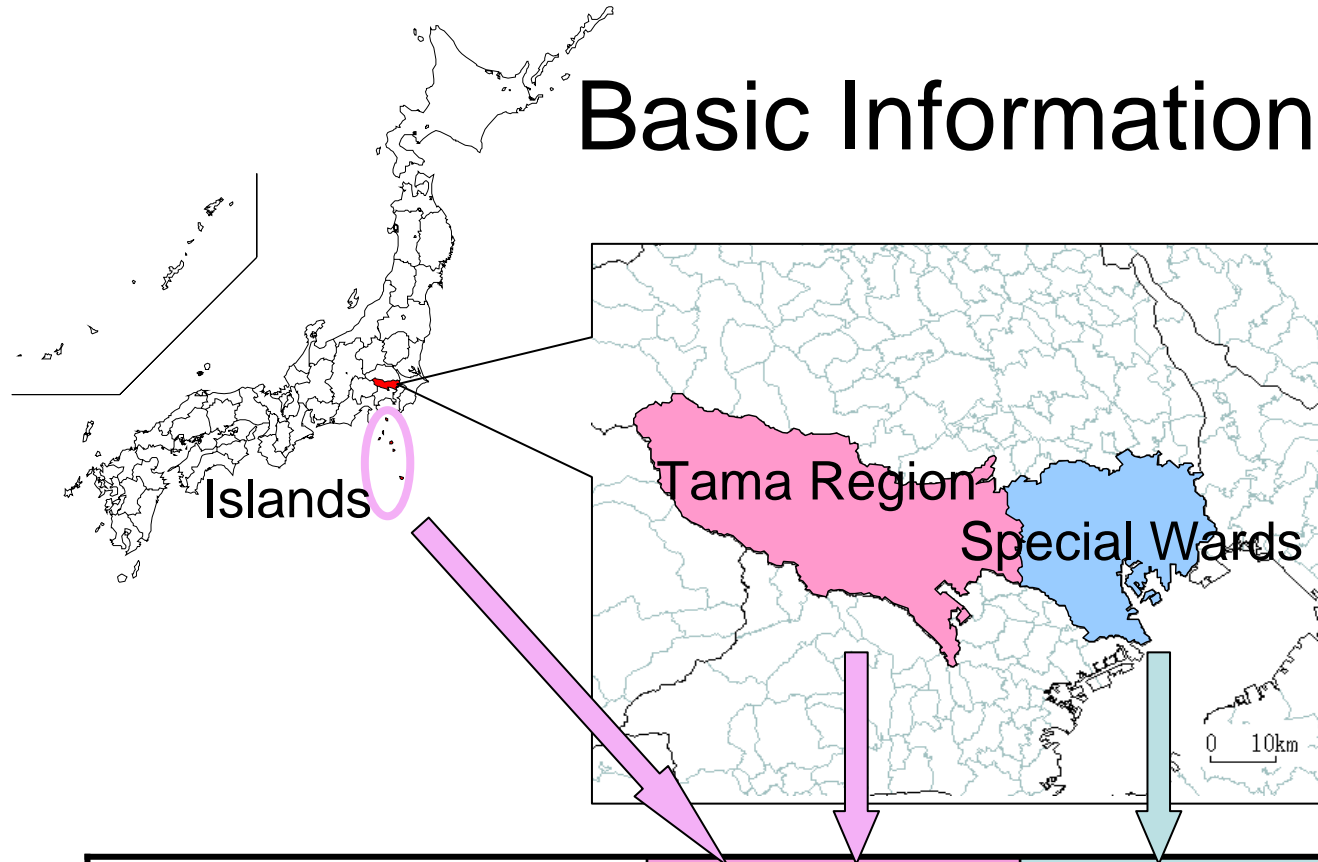 Basic Information
Islands
Tama Region
Special Wards
0 10km